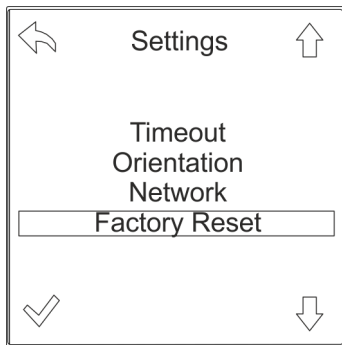 Settings
Timeout
Orientation
Network
Factory Reset